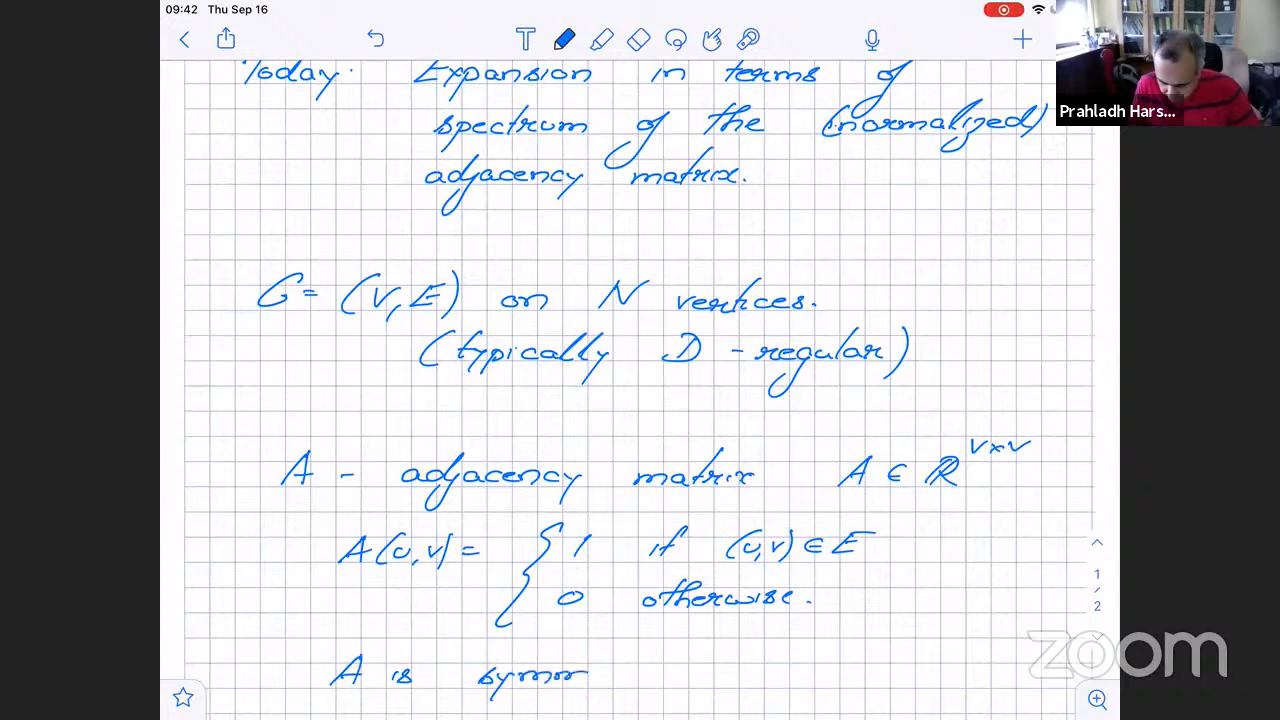 09:42 Thu Sep 16
Today: Expansion in terms of
spectrum of the (normalized)
adjacency matrix.
G = (V, E) on N vertices.
(typically D - regular)
A - adjacency matrix A ∈ ℝ^{V×V}
A(u,v) = { 1 if (u,v) ∈ E
0 otherwise.
A is symm
Prahladh Hars...
1
/
2
zoom